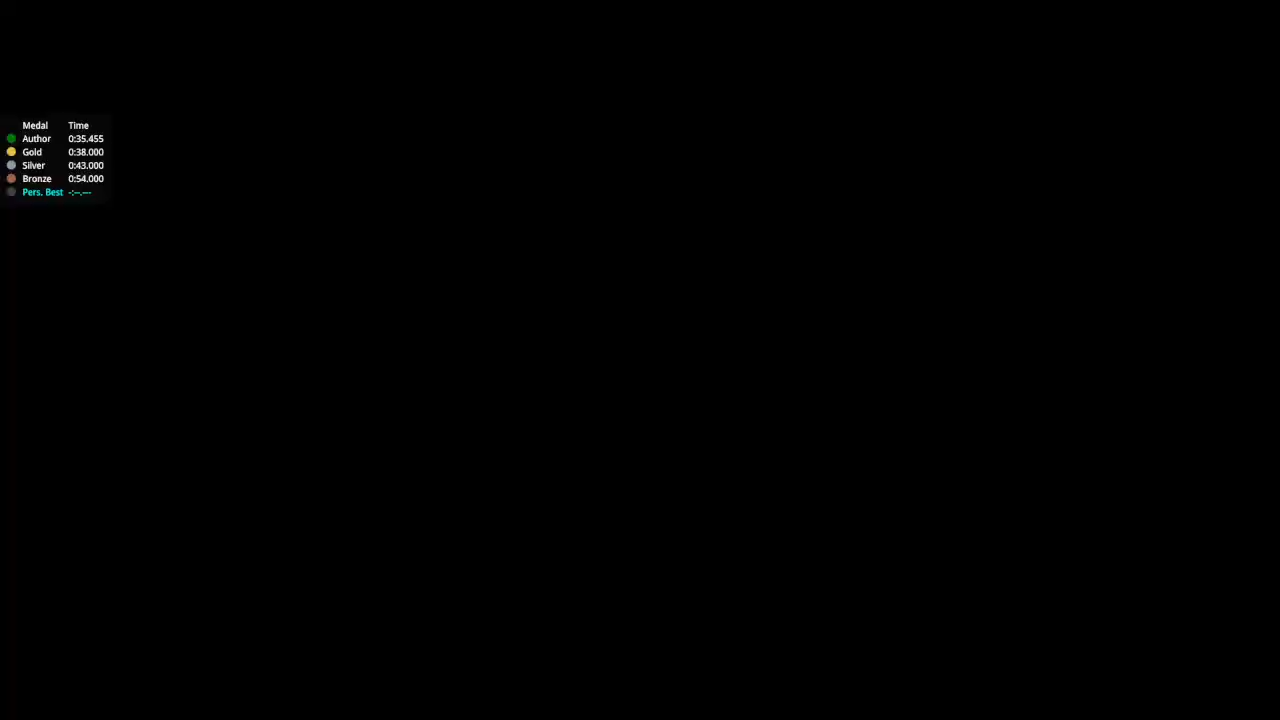 Medal Time
Author 0:35.455
Gold 0:38.000
Silver 0:43.000
Bronze 0:54.000
Pers. Best -:--.---